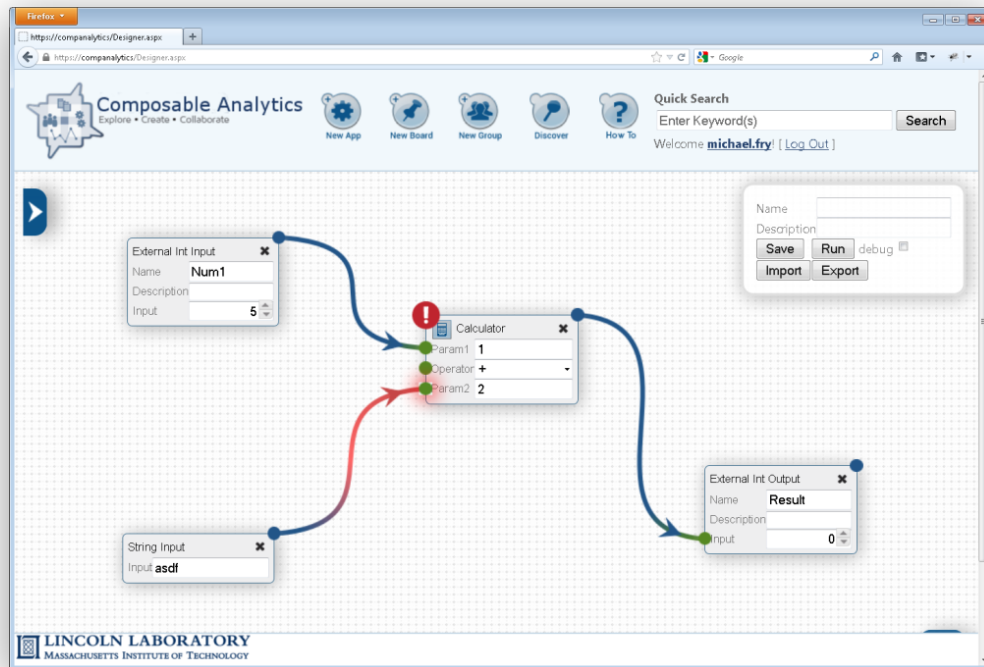 Firefox
https://companalytics/Designer.aspx
+
https://companalytics/Designer.aspx
Google
Composable Analytics
Explore • Create • Collaborate
New App
New Board
New Group
Discover
How To
Quick Search
Enter Keyword(s)
Search
Welcome michael.fry! [ Log Out ]
Name
Description
Save
Run
debug
Import
Export
External Int Input
Name Num1
Description
Input 5
!
Calculator
Param1 1
Operator +
Param2 2
External Int Output
Name Result
Description
Input 0
String Input
Input asdf
LINCOLN LABORATORY
MASSACHUSETTS INSTITUTE OF TECHNOLOGY